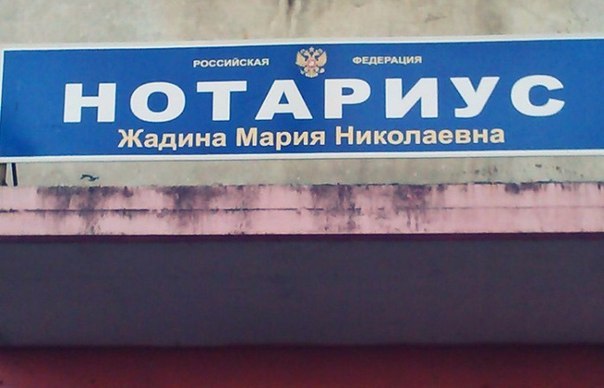 РОССИЙСКАЯ ФЕДЕРАЦИЯ
НОТАРИУС
Жадина Мария Николаевна